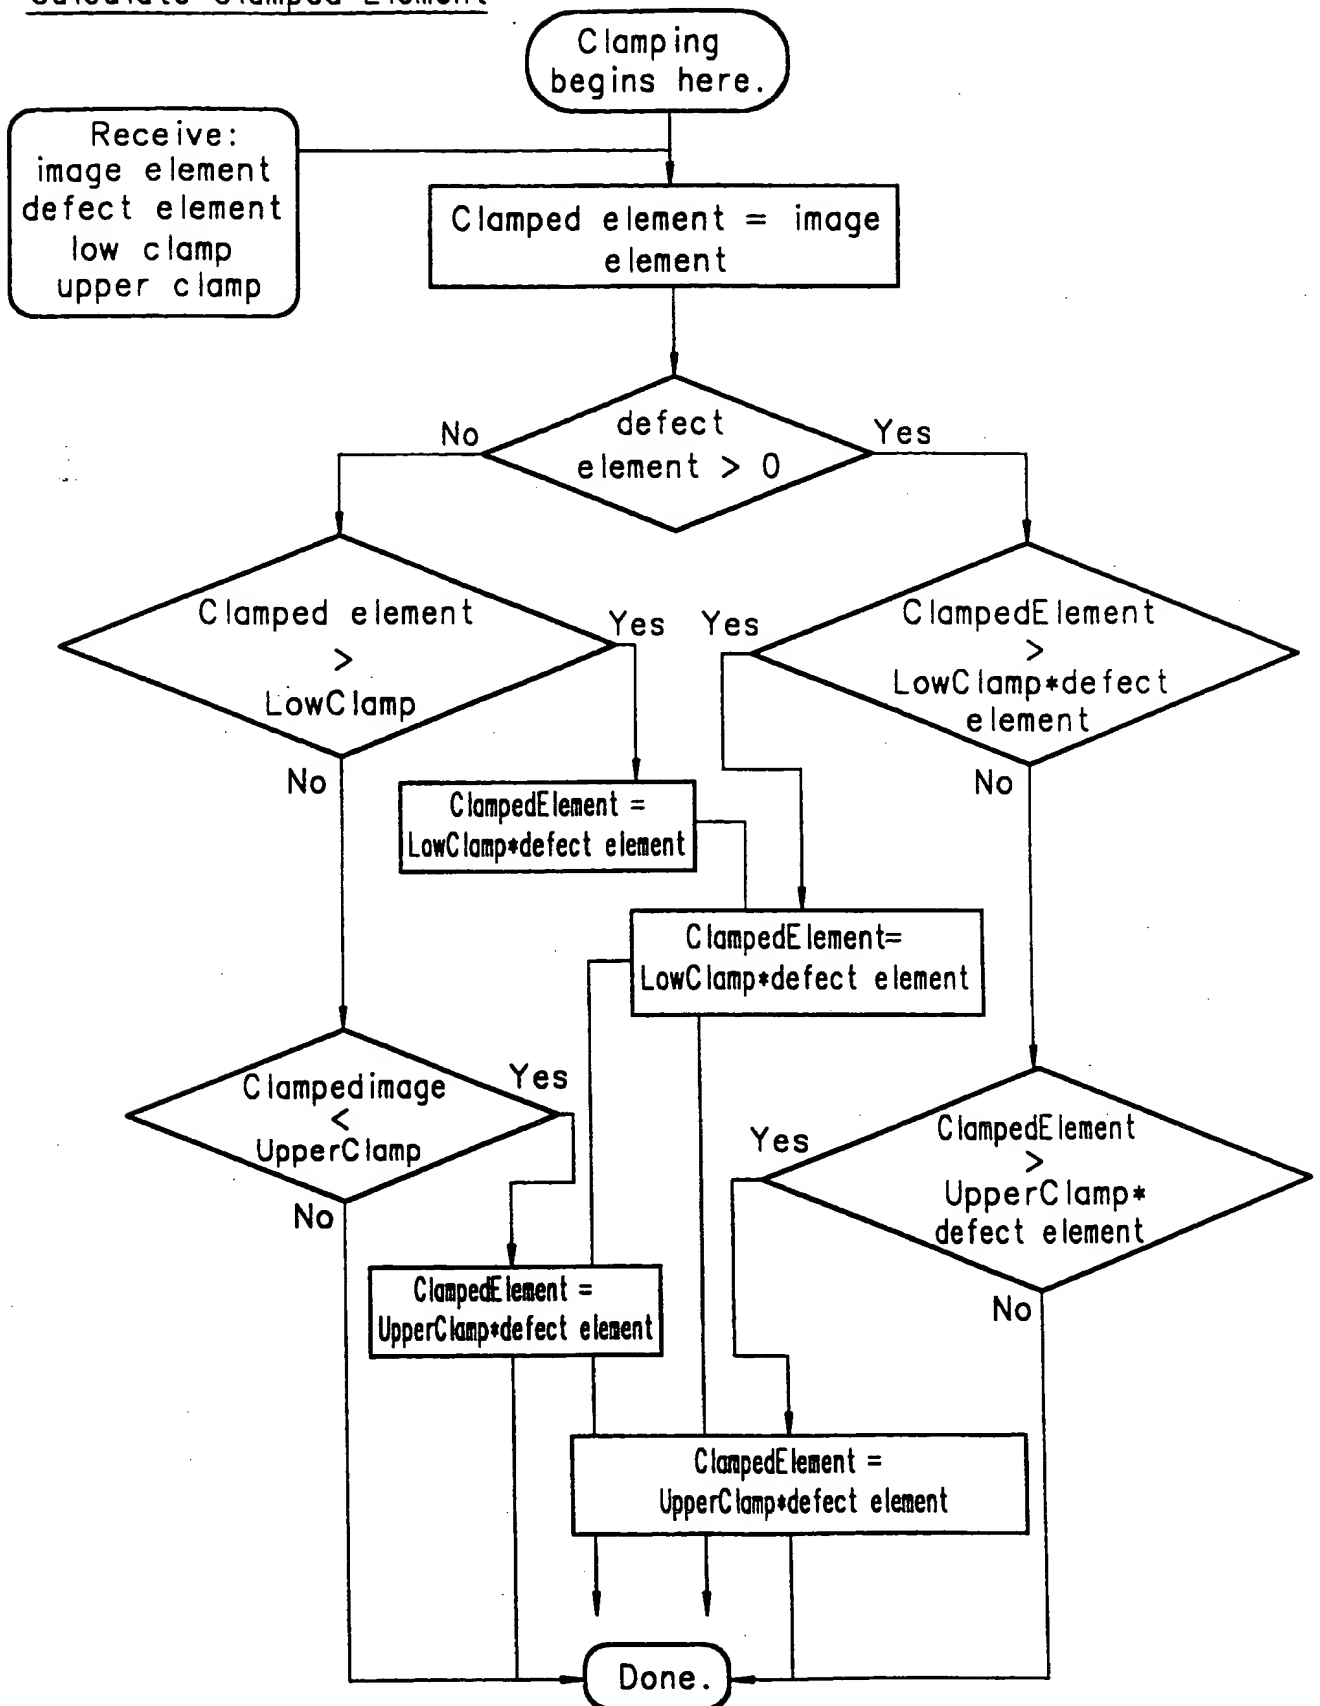 Calculate Clamped Element
Clamping
begins here.
Receive:
image element
defect element
low clamp
upper clamp
Clamped element = image
element
defect
element > 0
No
Yes
Clamped element
>
LowClamp
Yes
No
Yes
ClampedElement
>
LowClamp*defect
element
No
ClampedElement =
LowClamp*defect element
ClampedElement=
LowClamp*defect element
Clampedimage
<
UpperClamp
Yes
No
Yes
ClampedElement
>
UpperClamp*
defect element
No
ClampedElement =
UpperClamp*defect element
ClampedElement =
UpperClamp*defect element
Done.